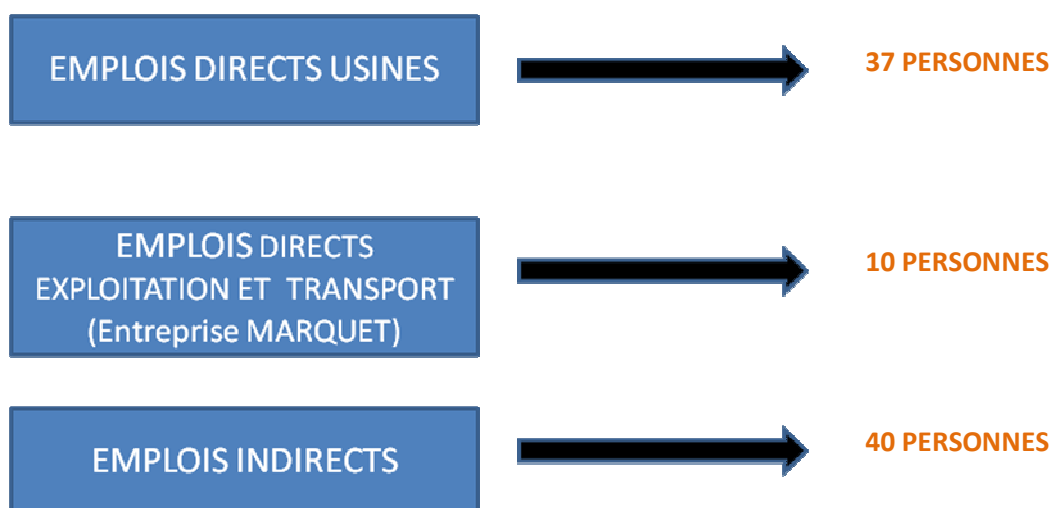 EMPLOIS DIRECTS USINES
37 PERSONNES
EMPLOIS DIRECTS
EXPLOITATION ET TRANSPORT
(Entreprise MARQUET)
10 PERSONNES
EMPLOIS INDIRECTS
40 PERSONNES